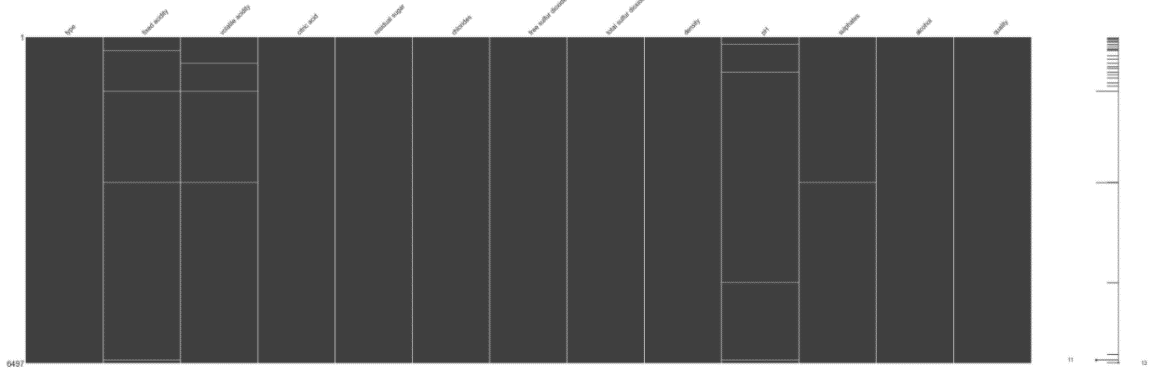 type
fixed acidity
volatile acidity
citric acid
residual sugar
chlorides
free sulfur dioxide
total sulfur dioxide
density
pH
sulphates
alcohol
quality
1
6497
11
13